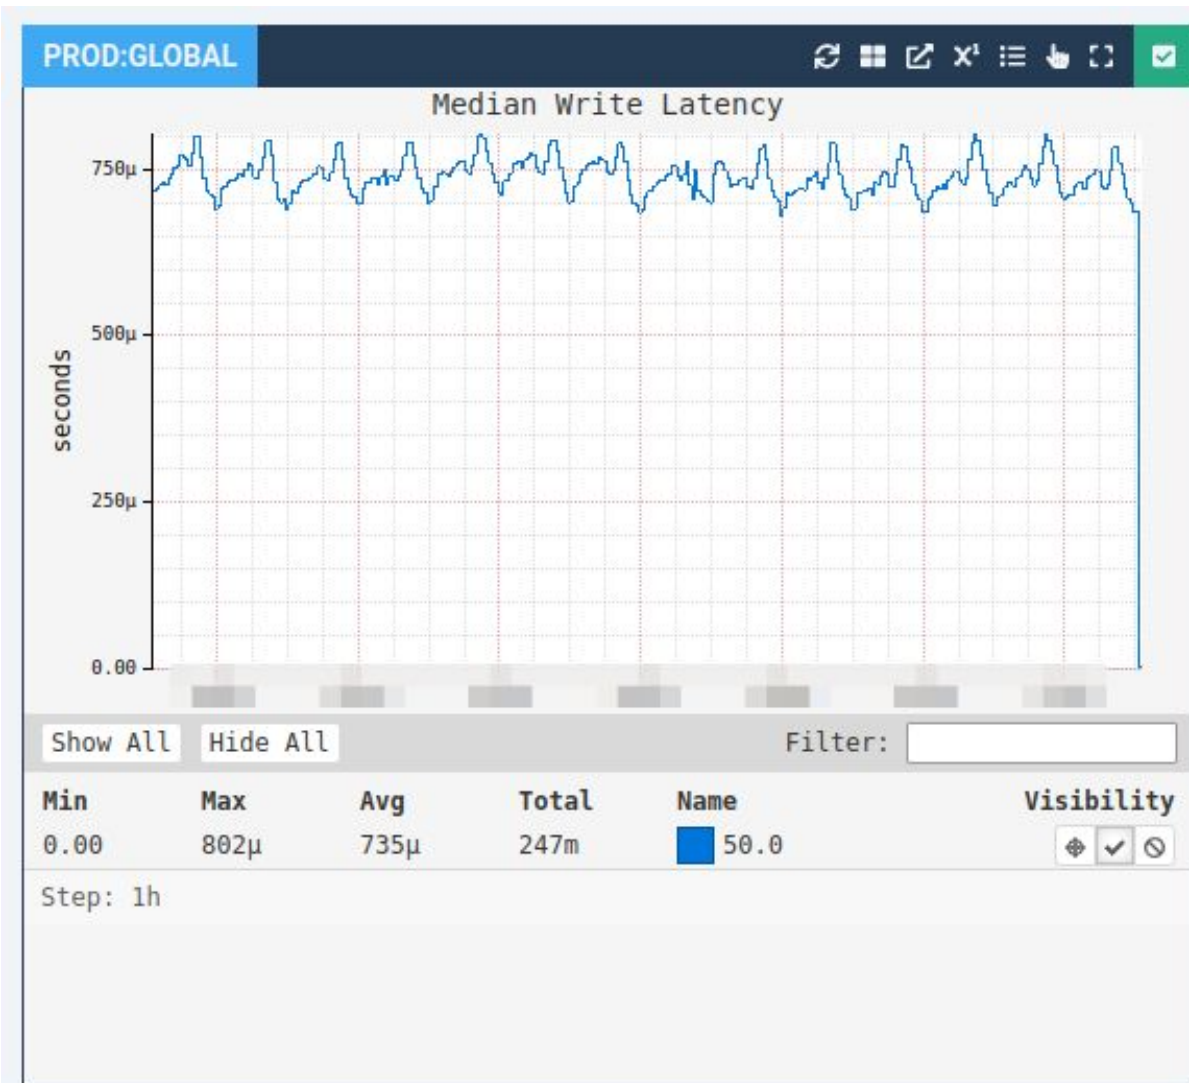 PROD:GLOBAL
Median Write Latency
750µ
500µ
250µ
0.00
seconds
Show All Hide All Filter:
Min Max Avg Total Name Visibility
0.00 802µ 735µ 247m 50.0
Step: 1h